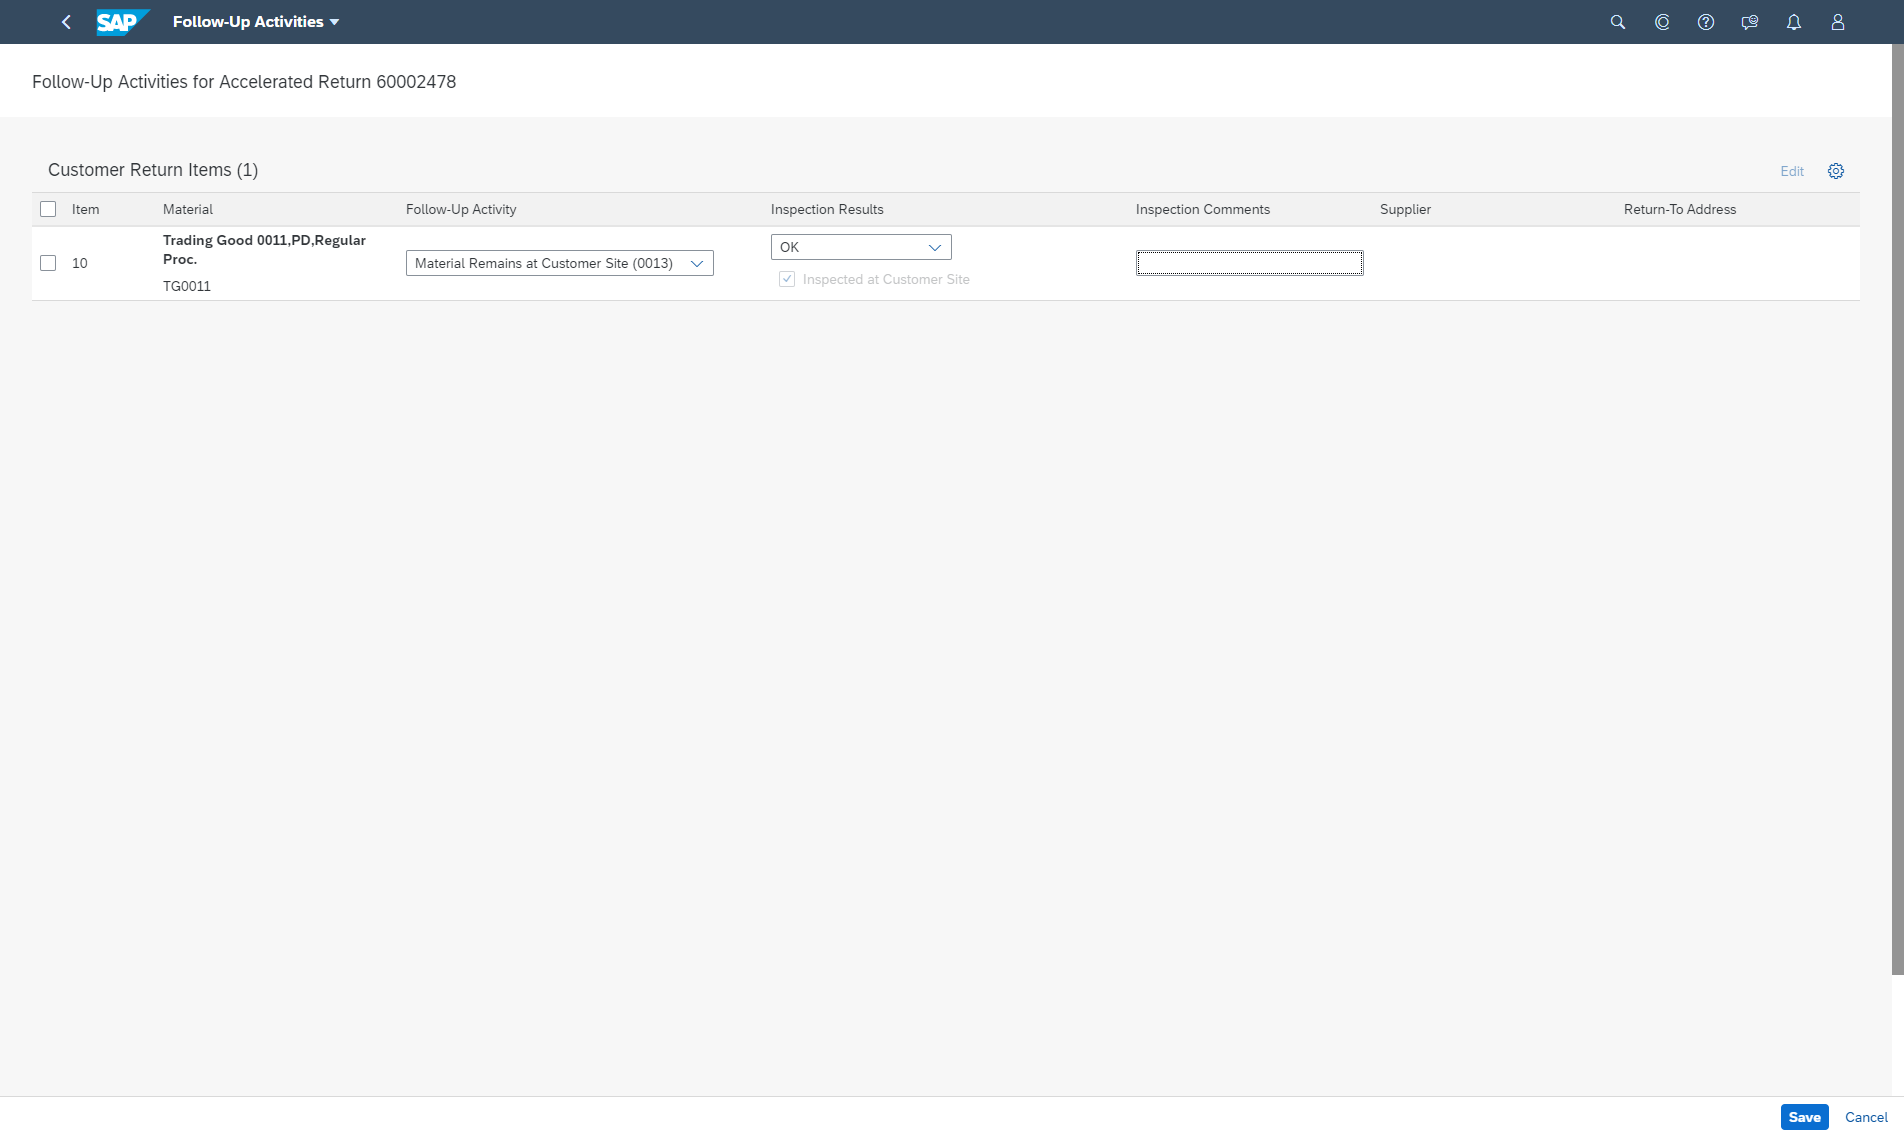 SAP Follow-Up Activities
Follow-Up Activities for Accelerated Return 60002478
Customer Return Items (1)
Edit
Item Material Follow-Up Activity Inspection Results Inspection Comments Supplier Return-To Address
10
Trading Good 0011,PD,Regular
Proc.
TG0011
Material Remains at Customer Site (0013)
OK
Inspected at Customer Site
Save Cancel